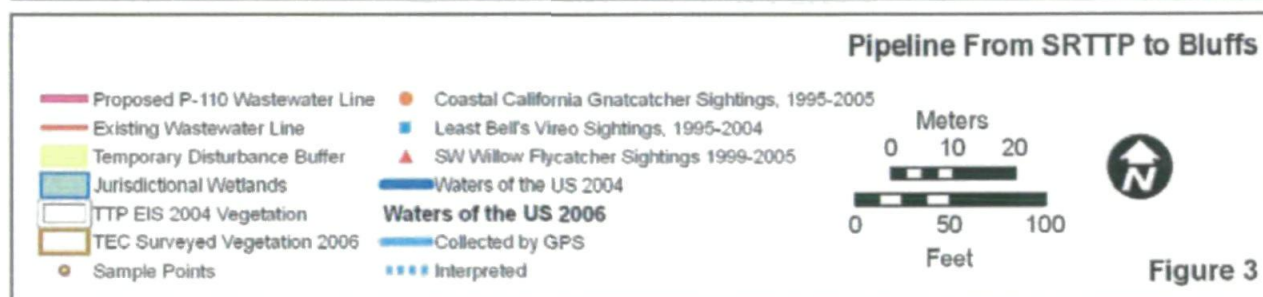 Pipeline From SRTTP to Bluffs
Proposed P-110 Wastewater Line
Existing Wastewater Line
Temporary Disturbance Buffer
Jurisdictional Wetlands
TTP EIS 2004 Vegetation
TEC Surveyed Vegetation 2006
Sample Points
Coastal California Gnatcatcher Sightings, 1995-2005
Least Bell's Vireo Sightings, 1995-2004
SW Willow Flycatcher Sightings 1999-2005
Waters of the US 2004
Waters of the US 2006
Collected by GPS
Interpreted
Meters
0 10 20
0 50 100
Feet
N
Figure 3